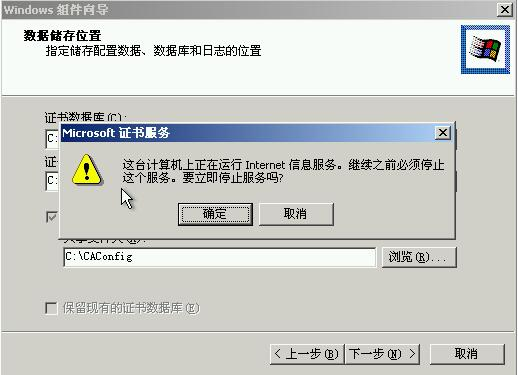 Windows 组件向导
数据储存位置
指定储存配置数据、数据库和日志的位置
证书数据库(C):
C:
Microsoft 证书服务
这台计算机上正在运行 Internet 信息服务。继续之前必须停止
这个服务。要立即停止服务吗?
确定
取消
证
C:
C:\CAConfig
浏览(R)...
保留现有的证书数据库(E)
< 上一步(B)
下一步(N) >
取消